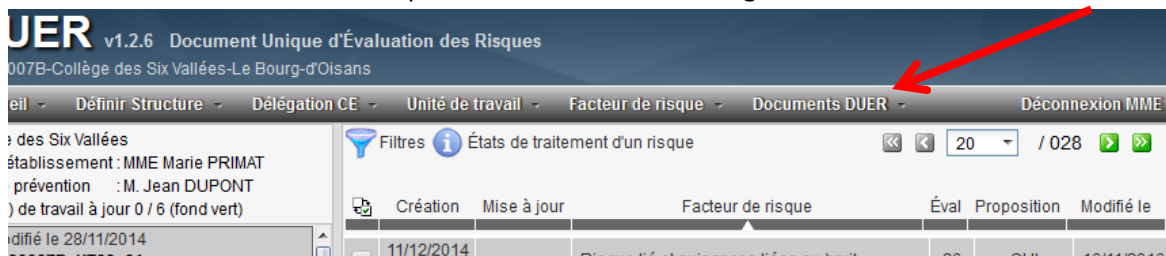 UER v1.2.6 Document Unique d'Évaluation des Risques
007B-Collège des Six Vallées-Le Bourg-d'Oisans
eil Définir Structure Délégation CE Unité de travail Facteur de risque Documents DUER Déconnexion MME
e des Six Vallées
établissement : MME Marie PRIMAT
prévention : M. Jean DUPONT
) de travail à jour 0 / 6 (fond vert)
odifié le 28/11/2014
Filtres États de traitement d'un risque 20 / 028
Création Mise à jour Facteur de risque Éval Proposition Modifié le
11/12/2014